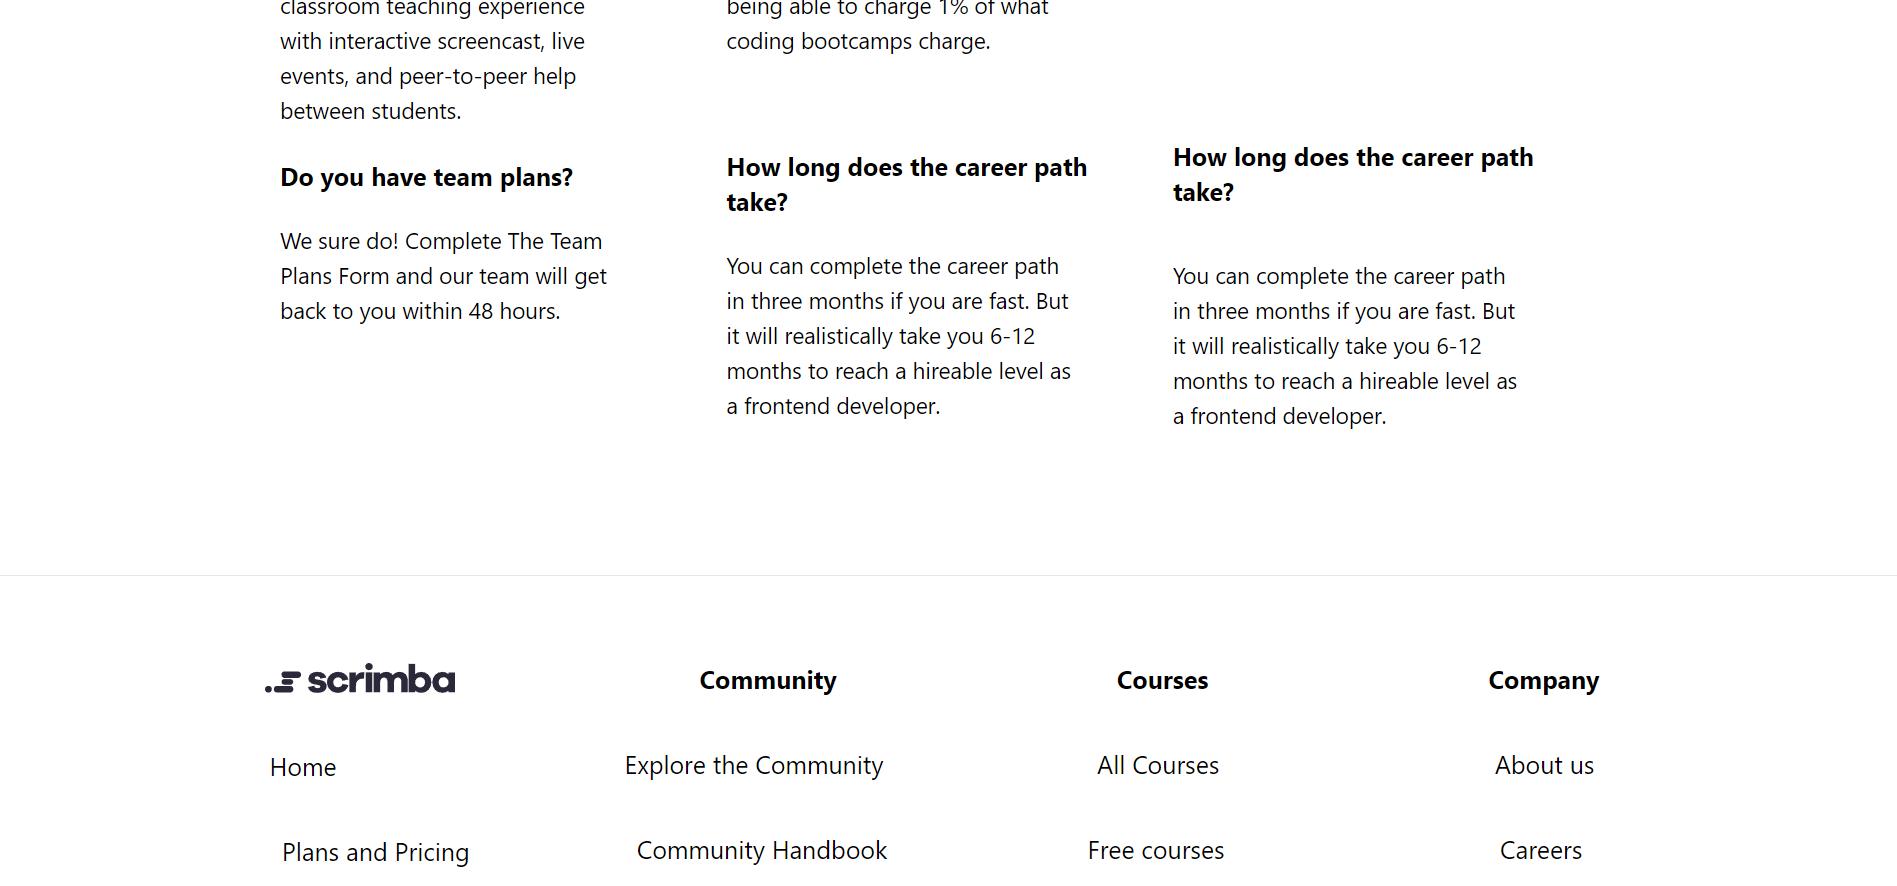 classroom teaching experience
with interactive screencast, live
events, and peer-to-peer help
between students.
Do you have team plans?
We sure do! Complete The Team
Plans Form and our team will get
back to you within 48 hours.
being able to charge 1% of what
coding bootcamps charge.
How long does the career path
take?
You can complete the career path
in three months if you are fast. But
it will realistically take you 6-12
months to reach a hireable level as
a frontend developer.
How long does the career path
take?
You can complete the career path
in three months if you are fast. But
it will realistically take you 6-12
months to reach a hireable level as
a frontend developer.
scrimba
Home
Plans and Pricing
Community
Explore the Community
Community Handbook
Courses
All Courses
Free courses
Company
About us
Careers